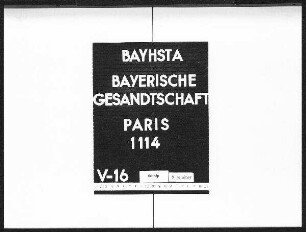 BAYHSTA
BAYERISCHE
GESANDTSCHAFT
PARIS
1114
V-16